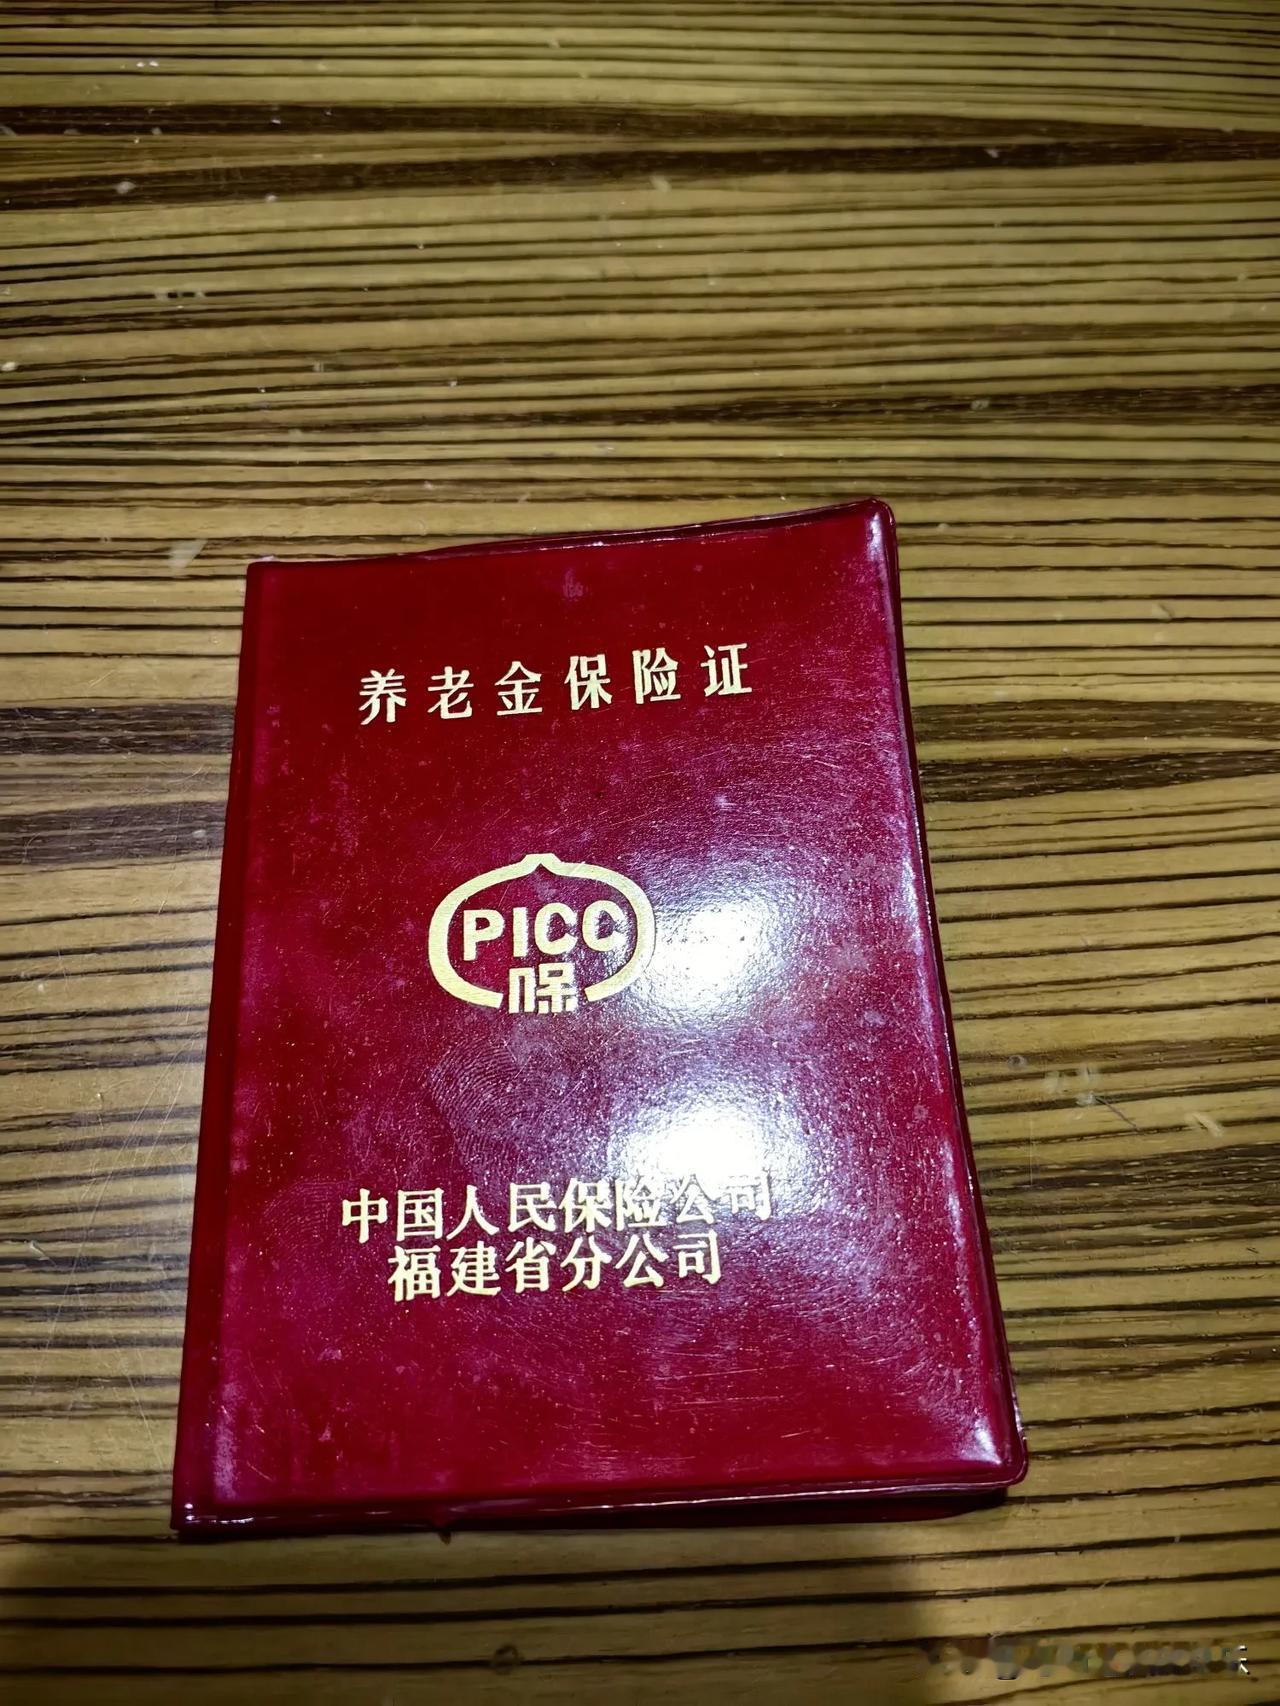 养老金保险证
PICC
保
中国人民保险公司
福建省分公司